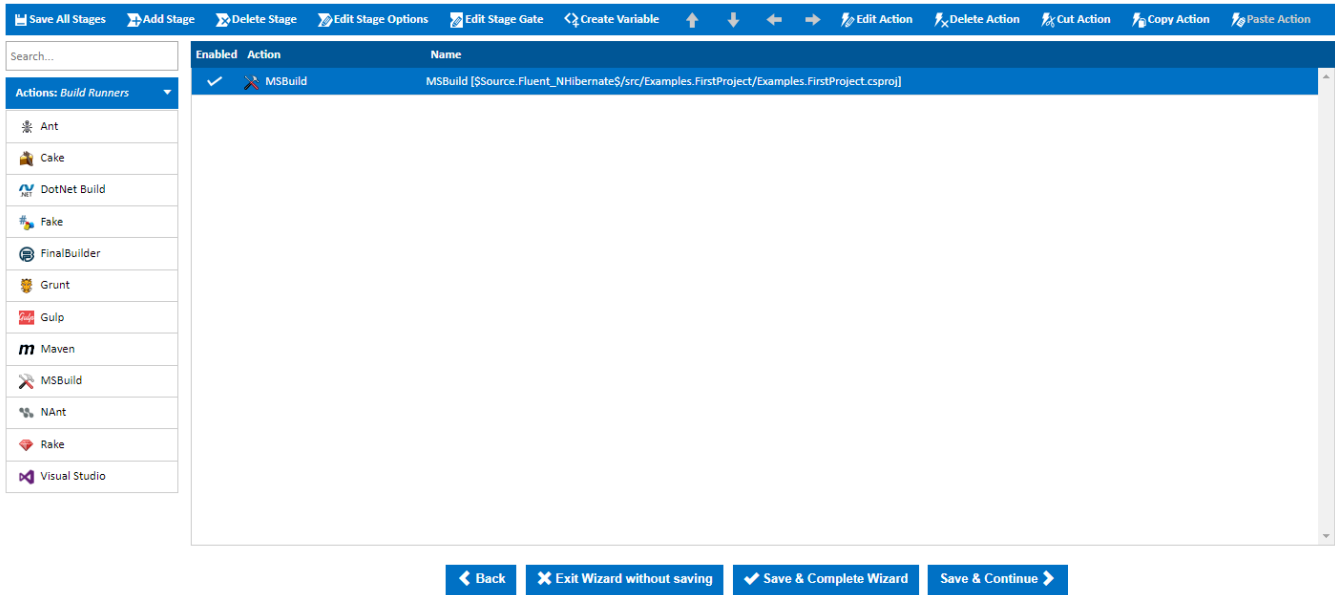 Save All Stages Add Stage Delete Stage Edit Stage Options Edit Stage Gate Create Variable Edit Action Delete Action Cut Action Copy Action Paste Action
Search...
Enabled Action Name
MSBuild MSBuild [$Source.Fluent_NHibernate$/src/Examples.FirstProject/Examples.FirstProject.csproj]
Actions: Build Runners
Ant
Cake
.NET DotNet Build
# Fake
FinalBuilder
Grunt
Gulp Gulp
m Maven
MSBuild
NAnt
Rake
Visual Studio
Back Exit Wizard without saving Save & Complete Wizard Save & Continue